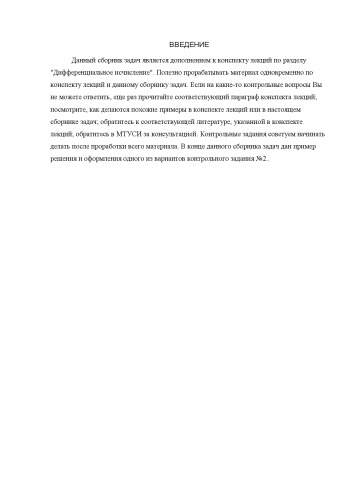 ВВЕДЕНИЕ
Данный сборник задач является дополнением к конспекту лекций по разделу
"Дифференциальное исчисление". Полезно прорабатывать материал одновременно по
конспекту лекций и данному сборнику задач. Если на какие-то контрольные вопросы Вы
не можете ответить, еще раз прочитайте соответствующий параграф конспекта лекций,
посмотрите, как делаются похожие примеры в конспекте лекций или в настоящем
сборнике задач; обратитесь к соответствующей литературе, указанной в конспекте
лекций, обратитесь в МТУСИ за консультацией. Контрольные задания советуем начинать
делать после проработки всего материала. В конце данного сборника задач дан пример
решения и оформления одного из вариантов контрольного задания №2.